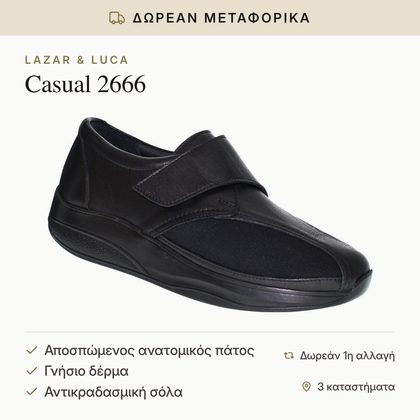 ΔΩΡΕΑΝ ΜΕΤΑΦΟΡΙΚΑ
LAZAR & LUCA
Casual 2666
Αποσπώμενος ανατομικός πάτος
Γνήσιο δέρμα
Αντικραδασμική σόλα
Δωρεάν 1η αλλαγή
3 καταστήματα